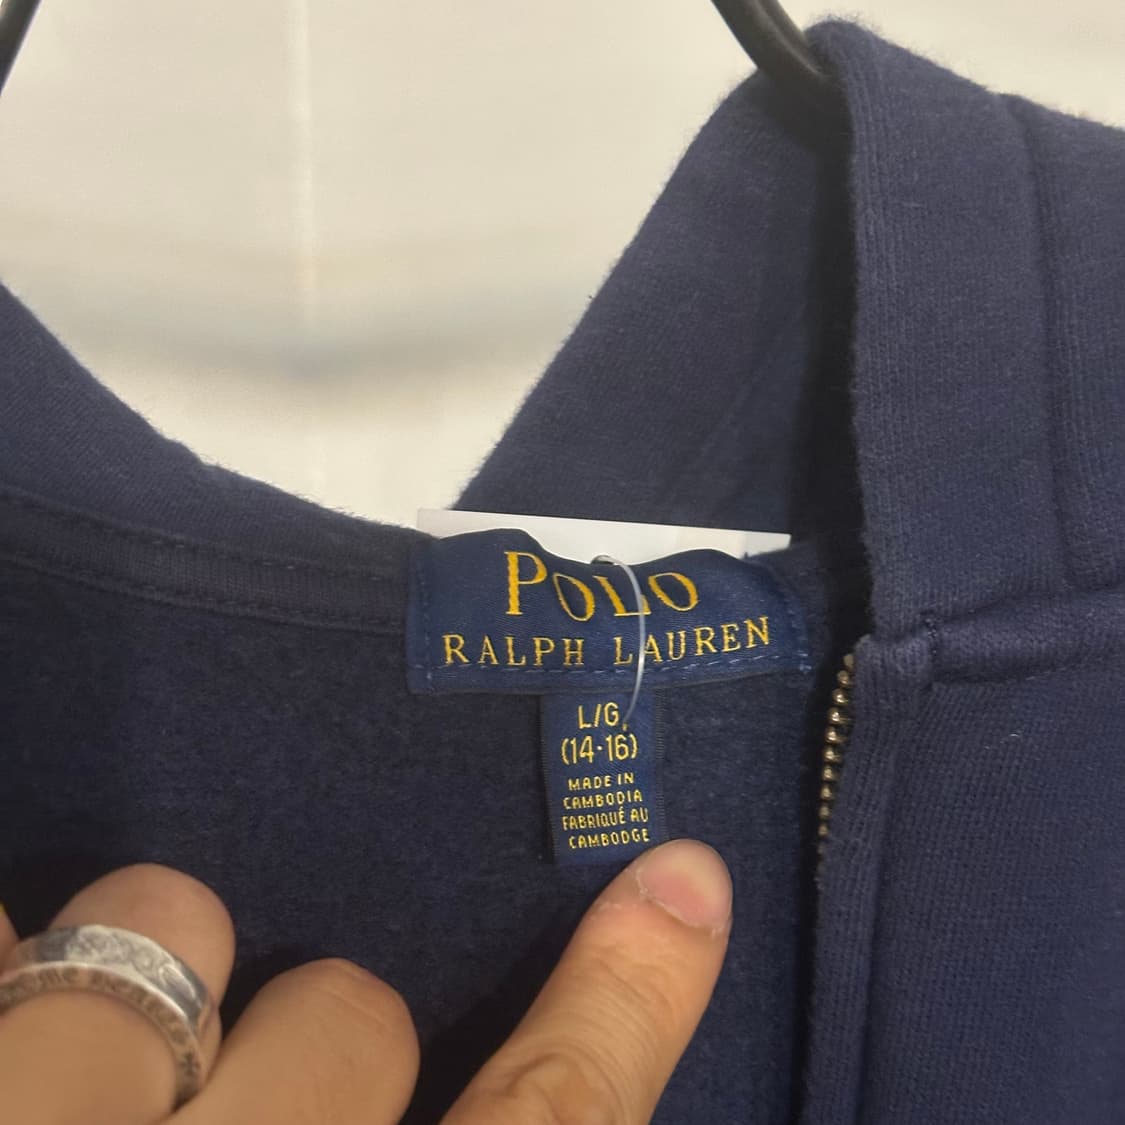 POLO
RALPH LAUREN
L/G
(14-16)
MADE IN
CAMBODIA
FABRIQUÉ AU
CAMBODGE